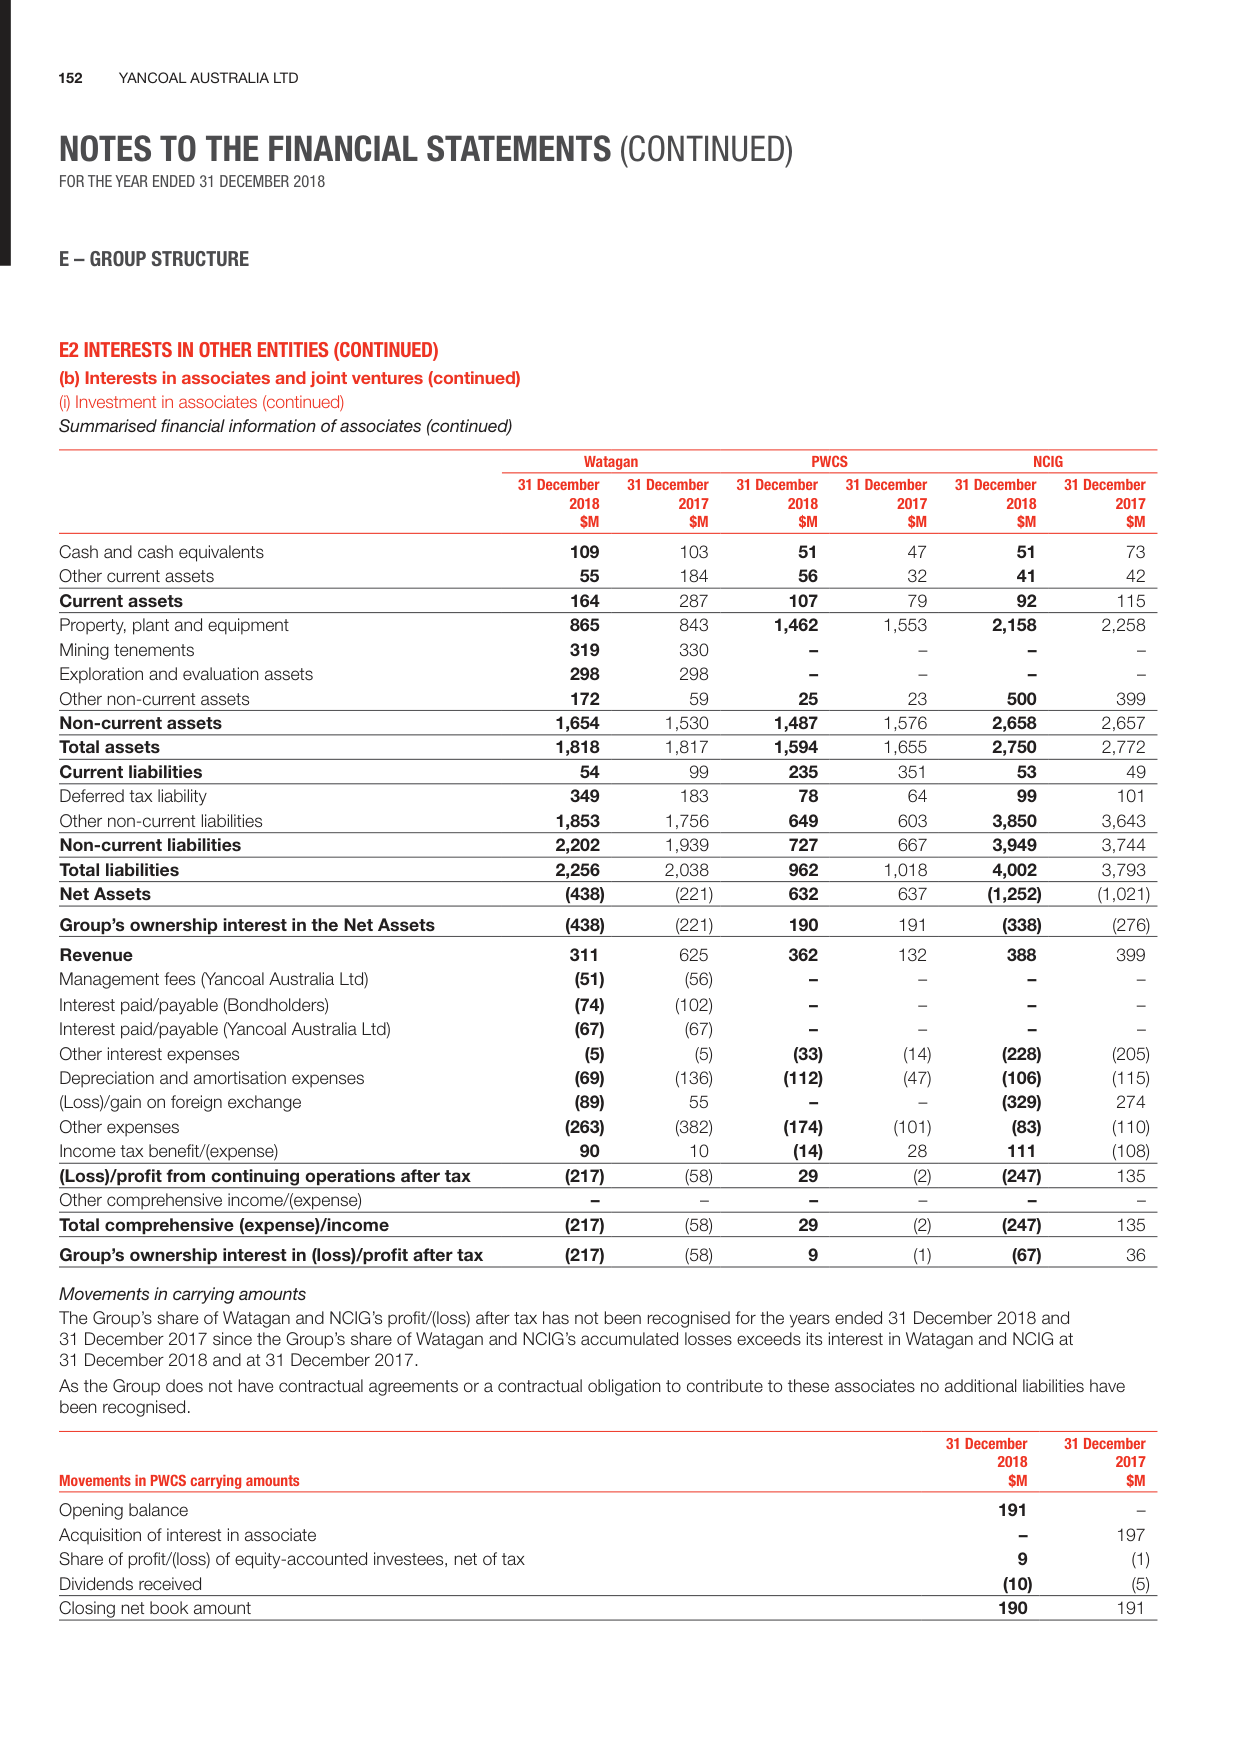 152 YANCOAL AUSTRALIA LTD
NOTES TO THE FINANCIAL STATEMENTS (CONTINUED)
FOR THE YEAR ENDED 31 DECEMBER 2018
E – GROUP STRUCTURE
E2 INTERESTS IN OTHER ENTITIES (CONTINUED)
(b) Interests in associates and joint ventures (continued)
(i) Investment in associates (continued)
Summarised financial information of associates (continued)
Watagan PWCS NCIG
31 December 31 December 31 December 31 December 31 December 31 December
2018 2017 2018 2017 2018 2017
$M $M $M $M $M $M
Cash and cash equivalents 109 103 51 47 51 73
Other current assets 55 184 56 32 41 42
Current assets 164 287 107 79 92 115
Property, plant and equipment 865 843 1,462 1,553 2,158 2,258
Mining tenements 319 330 – – – –
Exploration and evaluation assets 298 298 – – – –
Other non-current assets 172 59 25 23 500 399
Non-current assets 1,654 1,530 1,487 1,576 2,658 2,657
Total assets 1,818 1,817 1,594 1,655 2,750 2,772
Current liabilities 54 99 235 351 53 49
Deferred tax liability 349 183 78 64 99 101
Other non-current liabilities 1,853 1,756 649 603 3,850 3,643
Non-current liabilities 2,202 1,939 727 667 3,949 3,744
Total liabilities 2,256 2,038 962 1,018 4,002 3,793
Net Assets (438) (221) 632 637 (1,252) (1,021)
Group’s ownership interest in the Net Assets (438) (221) 190 191 (338) (276)
Revenue 311 625 362 132 388 399
Management fees (Yancoal Australia Ltd) (51) (56) – – – –
Interest paid/payable (Bondholders) (74) (102) – – – –
Interest paid/payable (Yancoal Australia Ltd) (67) (67) – – – –
Other interest expenses (5) (5) (33) (14) (228) (205)
Depreciation and amortisation expenses (69) (136) (112) (47) (106) (115)
(Loss)/gain on foreign exchange (89) 55 – – (329) 274
Other expenses (263) (382) (174) (101) (83) (110)
Income tax benefit/(expense) 90 10 (14) 28 111 (108)
(Loss)/profit from continuing operations after tax (217) (58) 29 (2) (247) 135
Other comprehensive income/(expense) – – – – – –
Total comprehensive (expense)/income (217) (58) 29 (2) (247) 135
Group’s ownership interest in (loss)/profit after tax (217) (58) 9 (1) (67) 36
Movements in carrying amounts
The Group’s share of Watagan and NCIG’s profit/(loss) after tax has not been recognised for the years ended 31 December 2018 and
31 December 2017 since the Group’s share of Watagan and NCIG’s accumulated losses exceeds its interest in Watagan and NCIG at
31 December 2018 and at 31 December 2017.
As the Group does not have contractual agreements or a contractual obligation to contribute to these associates no additional liabilities have
been recognised.
31 December 31 December
2018 2017
Movements in PWCS carrying amounts $M $M
Opening balance 191 –
Acquisition of interest in associate – 197
Share of profit/(loss) of equity-accounted investees, net of tax 9 (1)
Dividends received (10) (5)
Closing net book amount 190 191